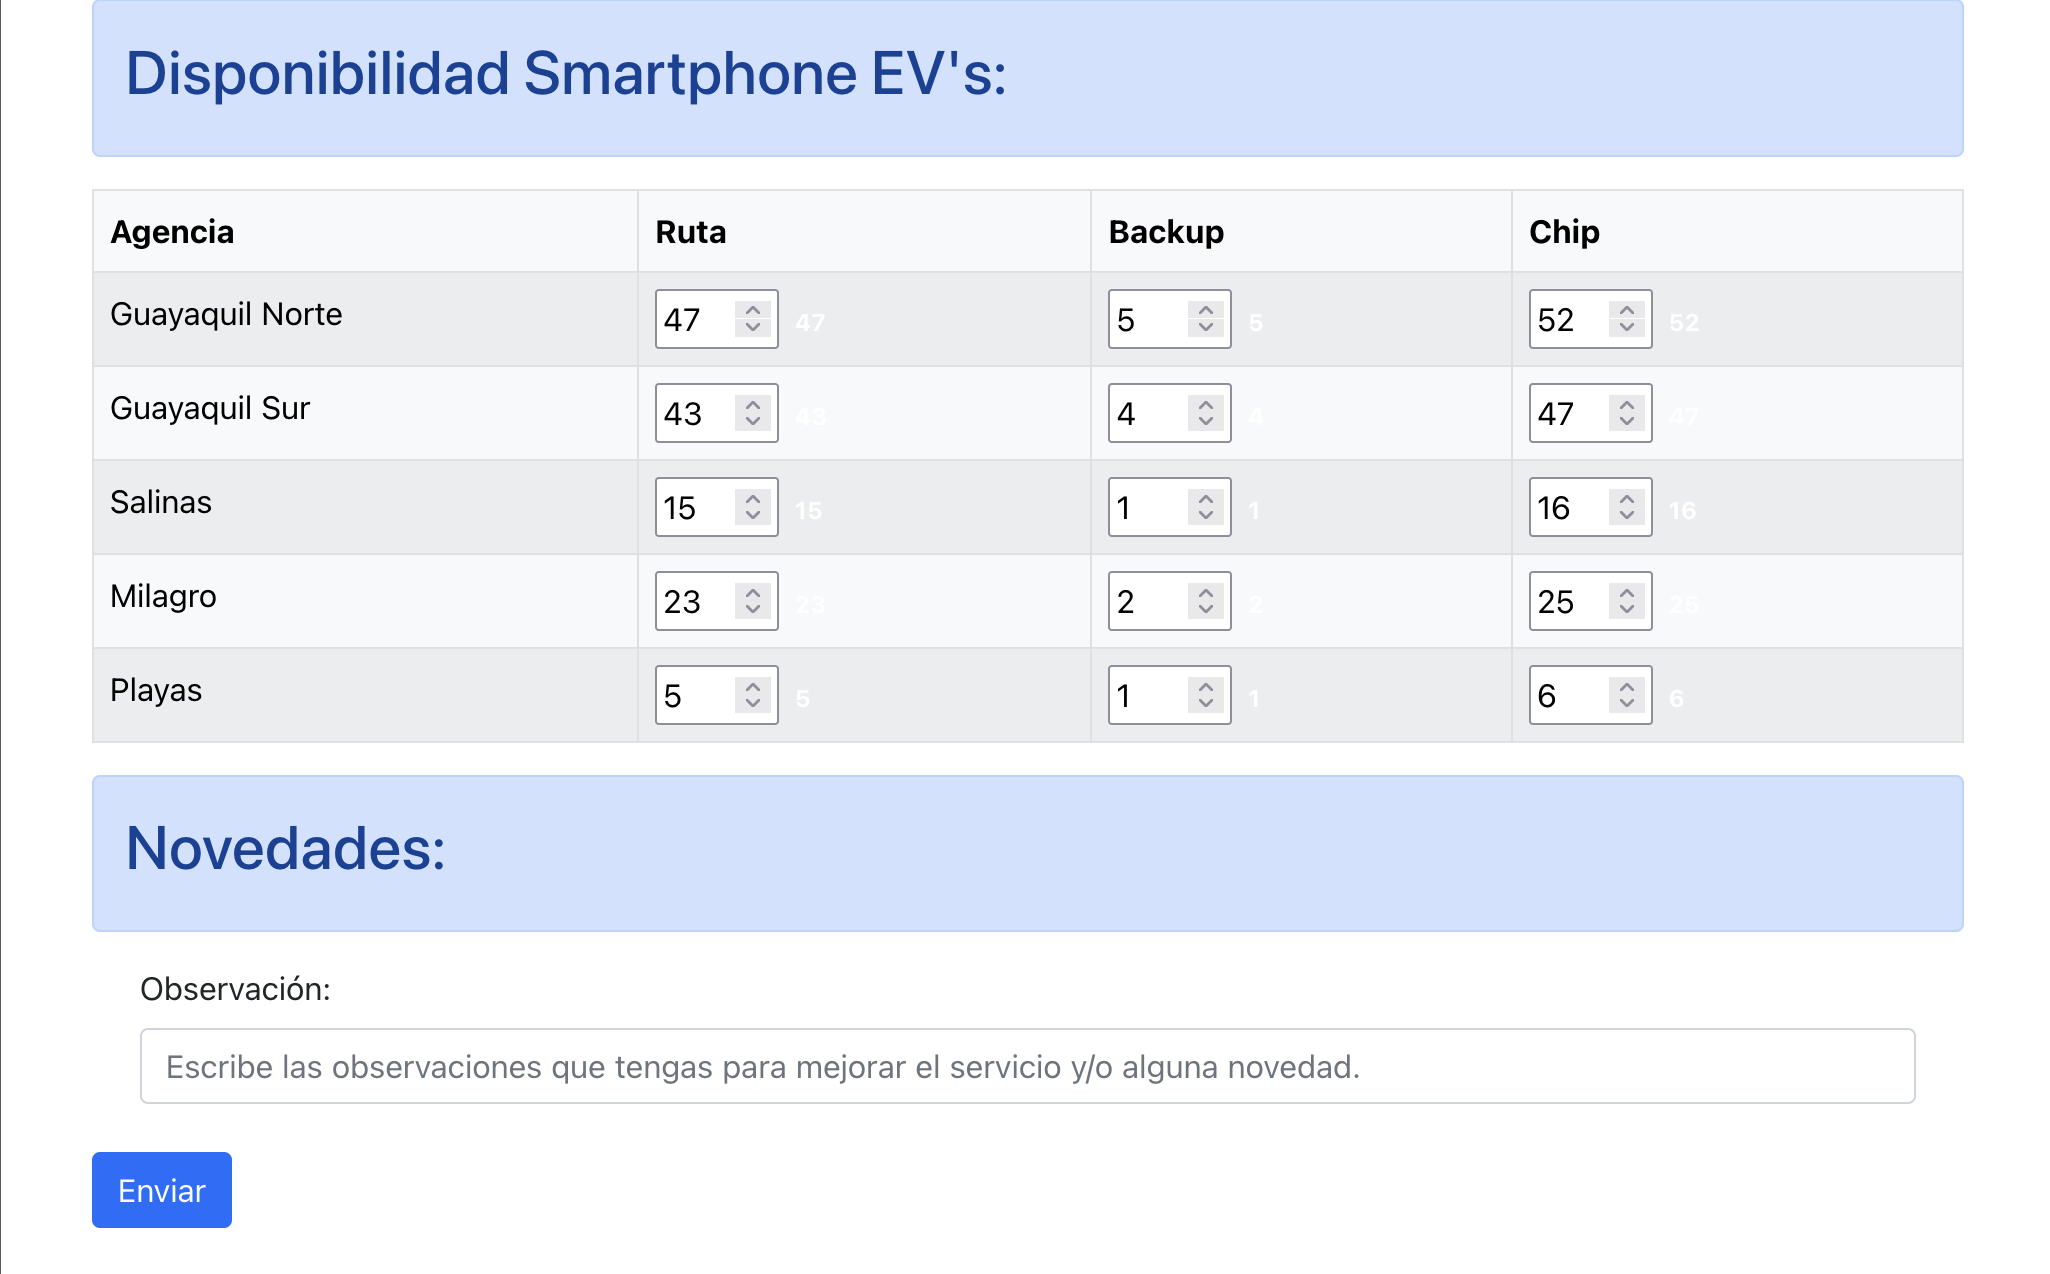 Disponibilidad Smartphone EV's:
Agencia Ruta Backup Chip
Guayaquil Norte 47 47 5 5 52 52
Guayaquil Sur 43 43 4 4 47 47
Salinas 15 15 1 1 16 16
Milagro 23 23 2 2 25 25
Playas 5 5 1 1 6 6
Novedades:
Observación:
Escribe las observaciones que tengas para mejorar el servicio y/o alguna novedad.
Enviar